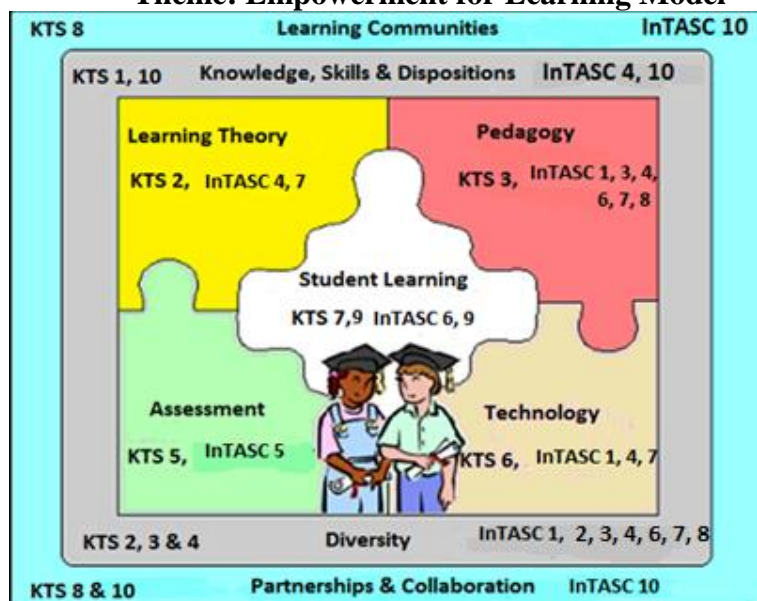 Theme: Empowerment for Learning Model
KTS 8 Learning Communities InTASC 10
KTS 1, 10 Knowledge, Skills & Dispositions InTASC 4, 10
Learning Theory
KTS 2, InTASC 4, 7
Pedagogy
KTS 3, InTASC 1, 3, 4,
6, 7, 8
Student Learning
KTS 7,9 InTASC 6, 9
Assessment
KTS 5, InTASC 5
Technology
KTS 6, InTASC 1, 4, 7
KTS 2, 3 & 4 Diversity InTASC 1, 2, 3, 4, 6, 7, 8
KTS 8 & 10 Partnerships & Collaboration InTASC 10